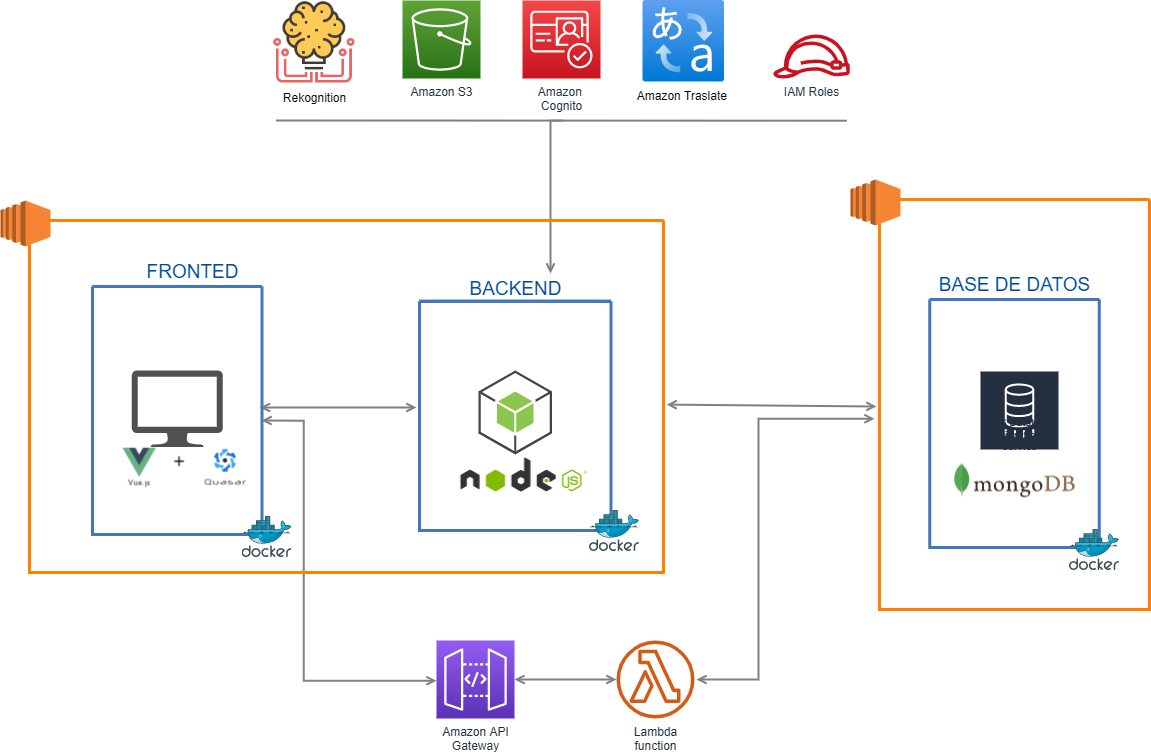 Rekognition
Amazon S3
Amazon
Cognito
あ
a
Amazon Traslate
IAM Roles
FRONTED
BACKEND
BASE DE DATOS
Vue.js
+
Quasar
node
JS
mongoDB
docker
docker
docker
</>
Amazon API
Gateway
Lambda
function